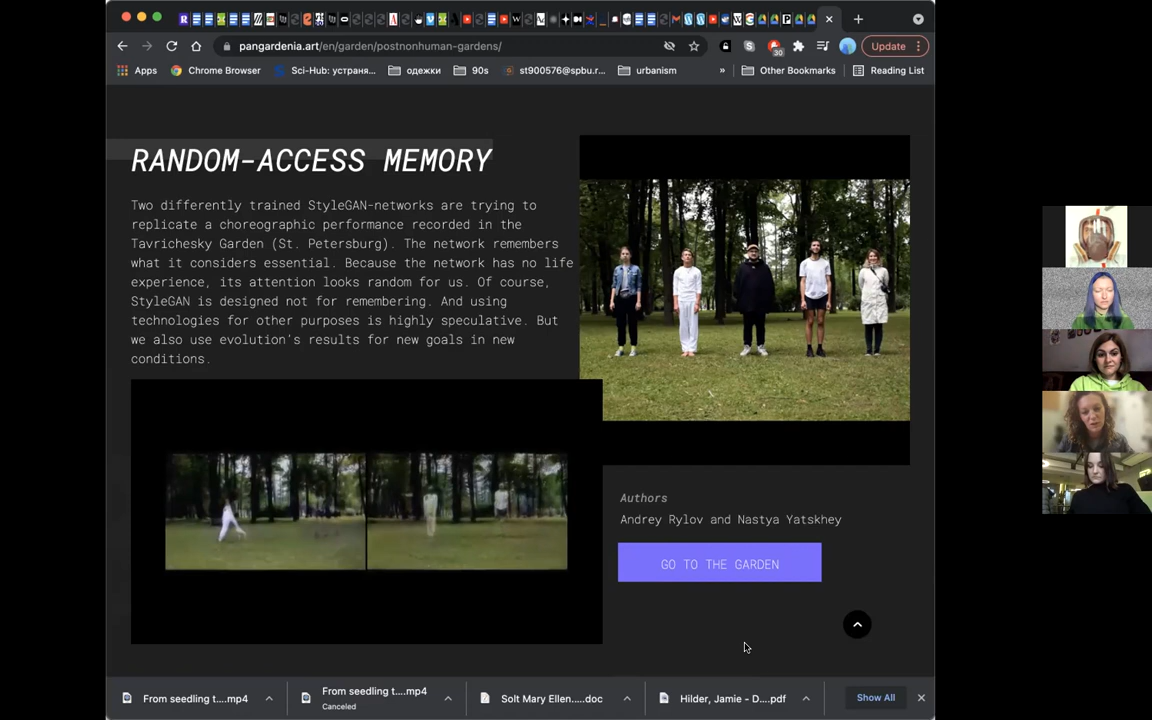 pangardenia.art/en/garden/postnonhuman-gardens/
30
Update
Apps
Chrome Browser
Sci-Hub: устраня...
одежки
90s
st900576@spbu.r...
urbanism
»
Other Bookmarks
Reading List
RANDOM-ACCESS MEMORY
Two differently trained StyleGAN-networks are trying to
replicate a choreographic performance recorded in the
Tavrichesky Garden (St. Petersburg). The network remembers
what it considers essential. Because the network has no life
experience, its attention looks random for us. Of course,
StyleGAN is designed not for remembering. And using
technologies for other purposes is highly speculative. But
we also use evolution's results for new goals in new
conditions.
Authors
Andrey Rylov and Nastya Yatskhey
GO TO THE GARDEN
From seedling t....mp4
From seedling t....mp4
Canceled
Solt Mary Ellen.....doc
Hilder, Jamie - D....pdf
Show All